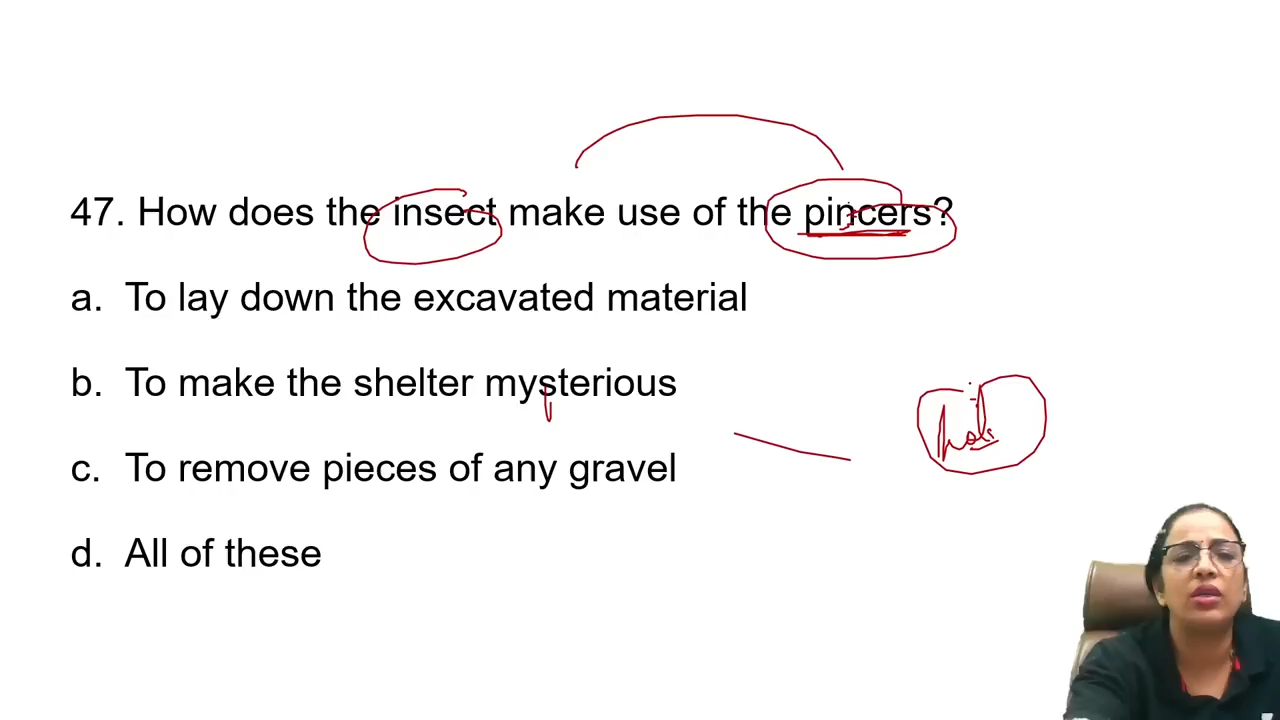 47. How does the insect make use of the pincers?
a. To lay down the excavated material
b. To make the shelter mysterious
c. To remove pieces of any gravel
d. All of these